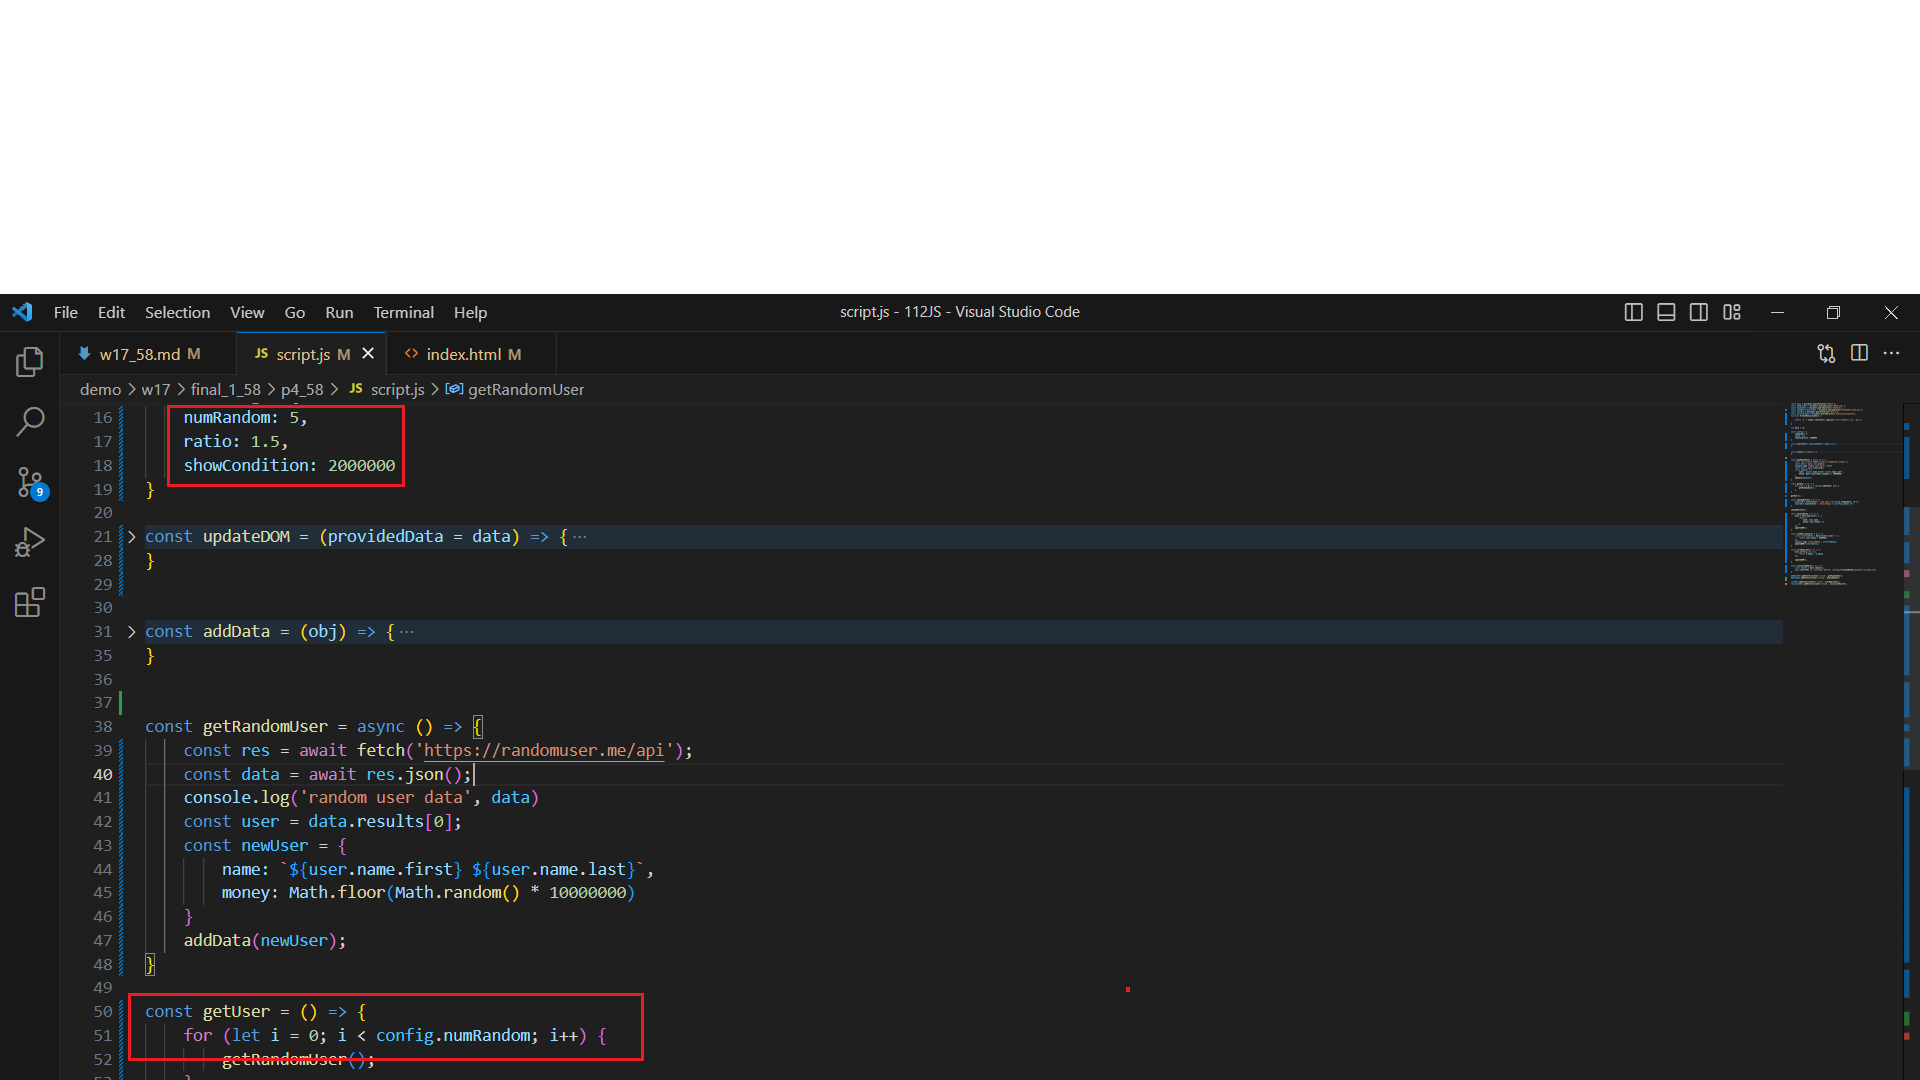 File Edit Selection View Go Run Terminal Help script.js - 112JS - Visual Studio Code
w17_58.md M JS script.js M index.html M
demo > w17 > final_1_58 > p4_58 > JS script.js > getRandomUser
16 numRandom: 5,
17 ratio: 1.5,
18 showCondition: 2000000
19 }
20
21 const updateDOM = (providedData = data) => { ···
28 }
29
30
31 const addData = (obj) => { ···
35 }
36
37
38 const getRandomUser = async () => {
39 const res = await fetch('https://randomuser.me/api');
40 const data = await res.json();
41 console.log('random user data', data)
42 const user = data.results[0];
43 const newUser = {
44 name: `${user.name.first} ${user.name.last}`,
45 money: Math.floor(Math.random() * 10000000)
46 }
47 addData(newUser);
48 }
49
50 const getUser = () => {
51 for (let i = 0; i < config.numRandom; i++) {
52 getRandomUser();
9